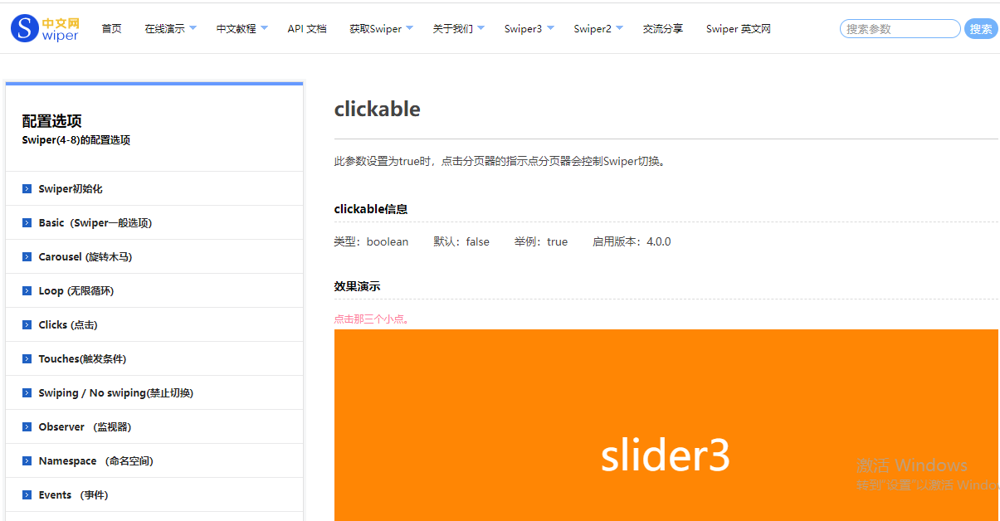 S 中文网
wiper
首页 在线演示 中文教程 API 文档 获取Swiper 关于我们 Swiper3 Swiper2 交流分享 Swiper 英文网 搜索参数 搜索
配置选项
Swiper(4-8)的配置选项
Swiper初始化
Basic（Swiper一般选项)
Carousel (旋转木马)
Loop (无限循环)
Clicks (点击)
Touches(触发条件)
Swiping / No swiping(禁止切换)
Observer （监视器)
Namespace （命名空间)
Events （事件)
clickable
此参数设置为true时，点击分页器的指示点分页器会控制Swiper切换。
clickable信息
类型：boolean 默认：false 举例：true 启用版本：4.0.0
效果演示
点击那三个小点。
slider3
激活 Windows
转到"设置"以激活 Windo